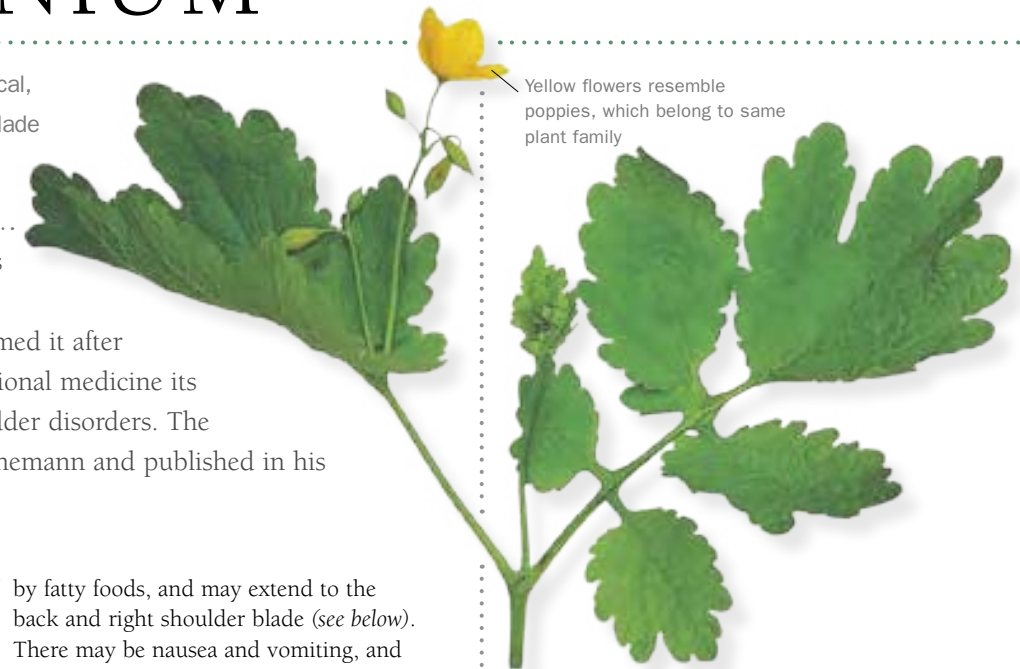 NIUM
cal,
lade
s
med it after
ional medicine its
lder disorders. The
nemann and published in his
by fatty foods, and may extend to the
back and right shoulder blade (see below).
There may be nausea and vomiting, and
Yellow flowers resemble
poppies, which belong to same
plant family